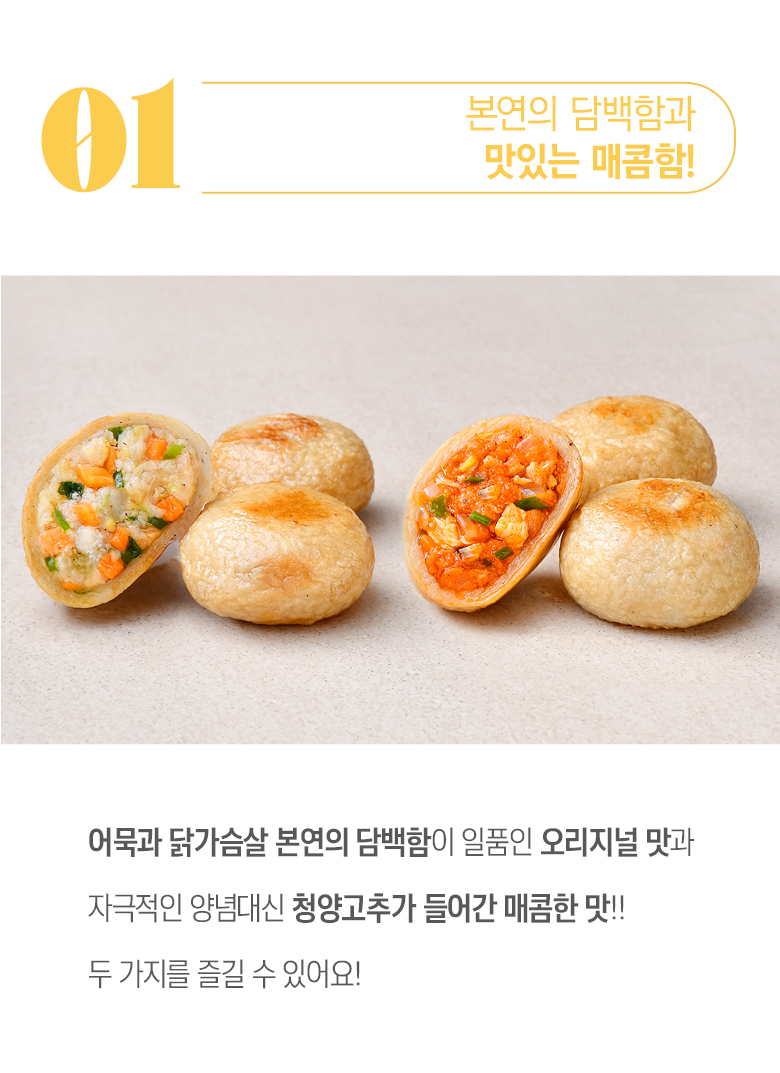 01
본연의 담백함과
맛있는 매콤함!
어묵과 닭가슴살 본연의 담백함이 일품인 오리지널 맛과
자극적인 양념대신 청양고추가 들어간 매콤한 맛!!
두 가지를 즐길 수 있어요!